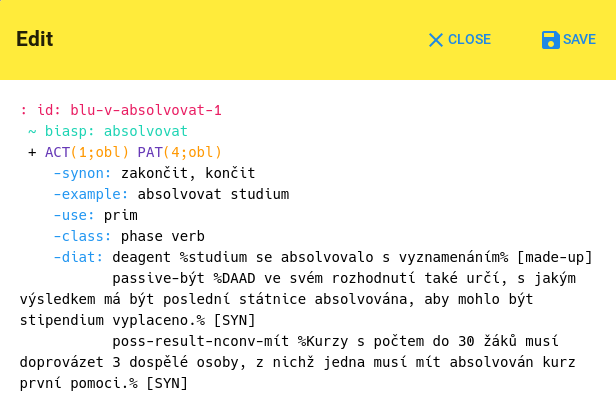 Edit
CLOSE
SAVE
: id: blu-v-absolvovat-1
~ biasp: absolvovat
+ ACT(1;obl) PAT(4;obl)
-synon: zakončit, končit
-example: absolvovat studium
-use: prim
-class: phase verb
-diat: deagent %studium se absolvovalo s vyznamenáním% [made-up]
passive-být %DAAD ve svém rozhodnutí také určí, s jakým
výsledkem má být poslední státnice absolvována, aby mohlo být
stipendium vyplaceno.% [SYN]
poss-result-nconv-mít %Kurzy s počtem do 30 žáků musí
doprovázet 3 dospělé osoby, z nichž jedna musí mít absolvován kurz
první pomoci.% [SYN]